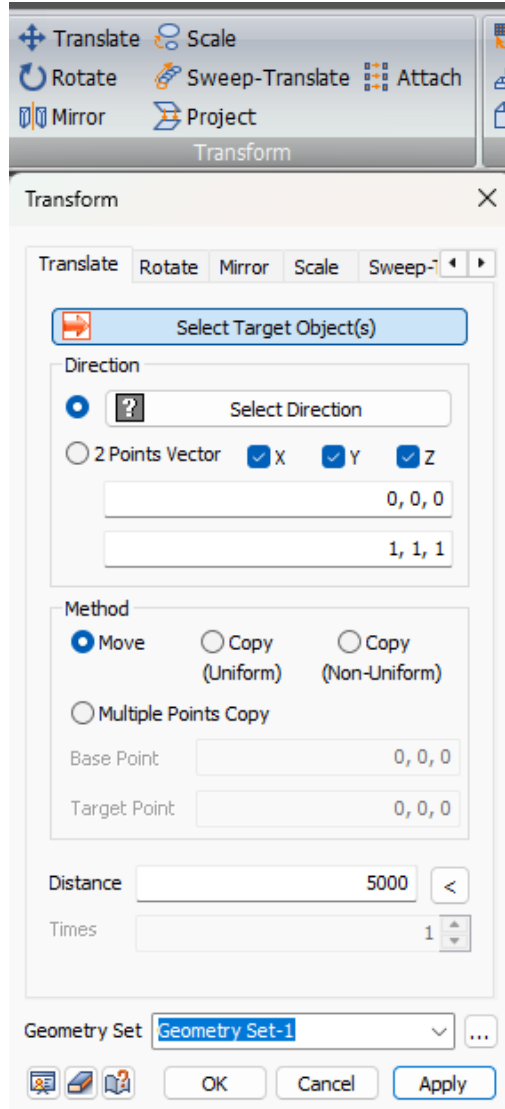 Translate Scale
Rotate Sweep-Translate Attach
Mirror Project
Transform
Transform
Translate Rotate Mirror Scale Sweep-
Select Target Object(s)
Direction
? Select Direction
2 Points Vector X Y Z
0, 0, 0
1, 1, 1
Method
Move Copy Copy
(Uniform) (Non-Uniform)
Multiple Points Copy
Base Point 0, 0, 0
Target Point 0, 0, 0
Distance 5000 <
Times 1
Geometry Set Geometry Set-1 ...
OK Cancel Apply